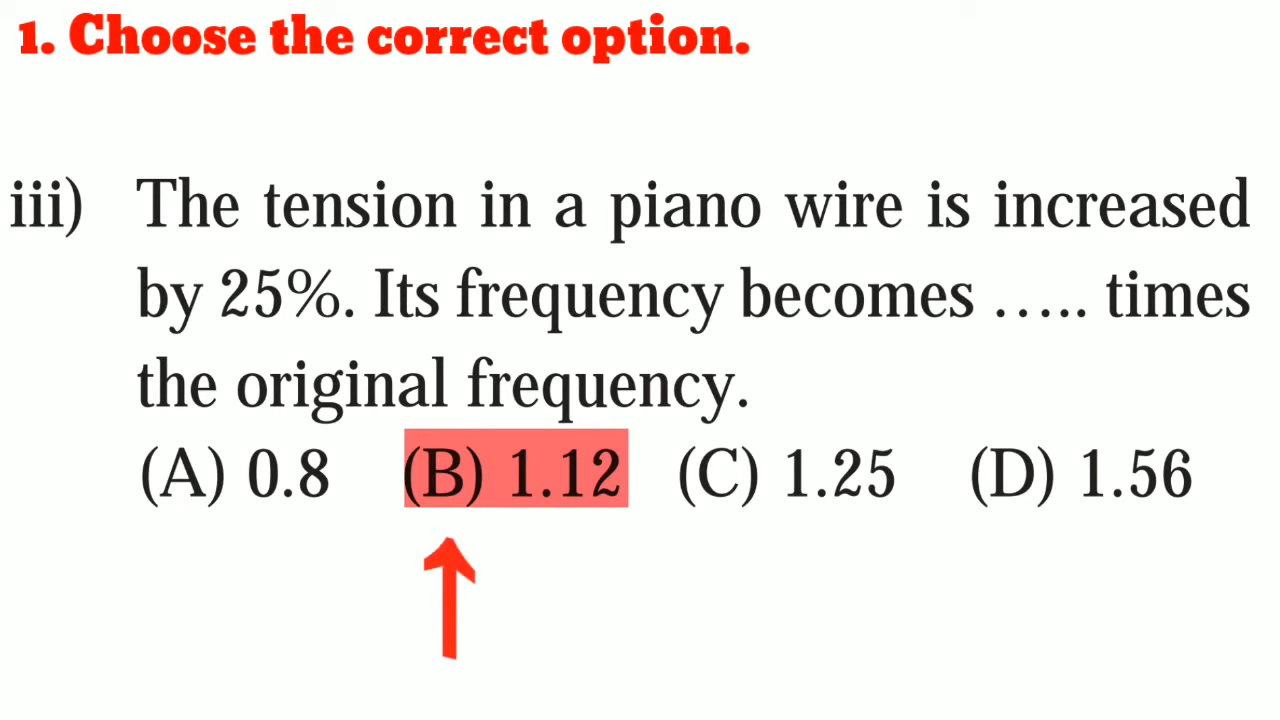 1. Choose the correct option.
iii) The tension in a piano wire is increased
by 25%. Its frequency becomes ….. times
the original frequency.
(A) 0.8 (B) 1.12 (C) 1.25 (D) 1.56